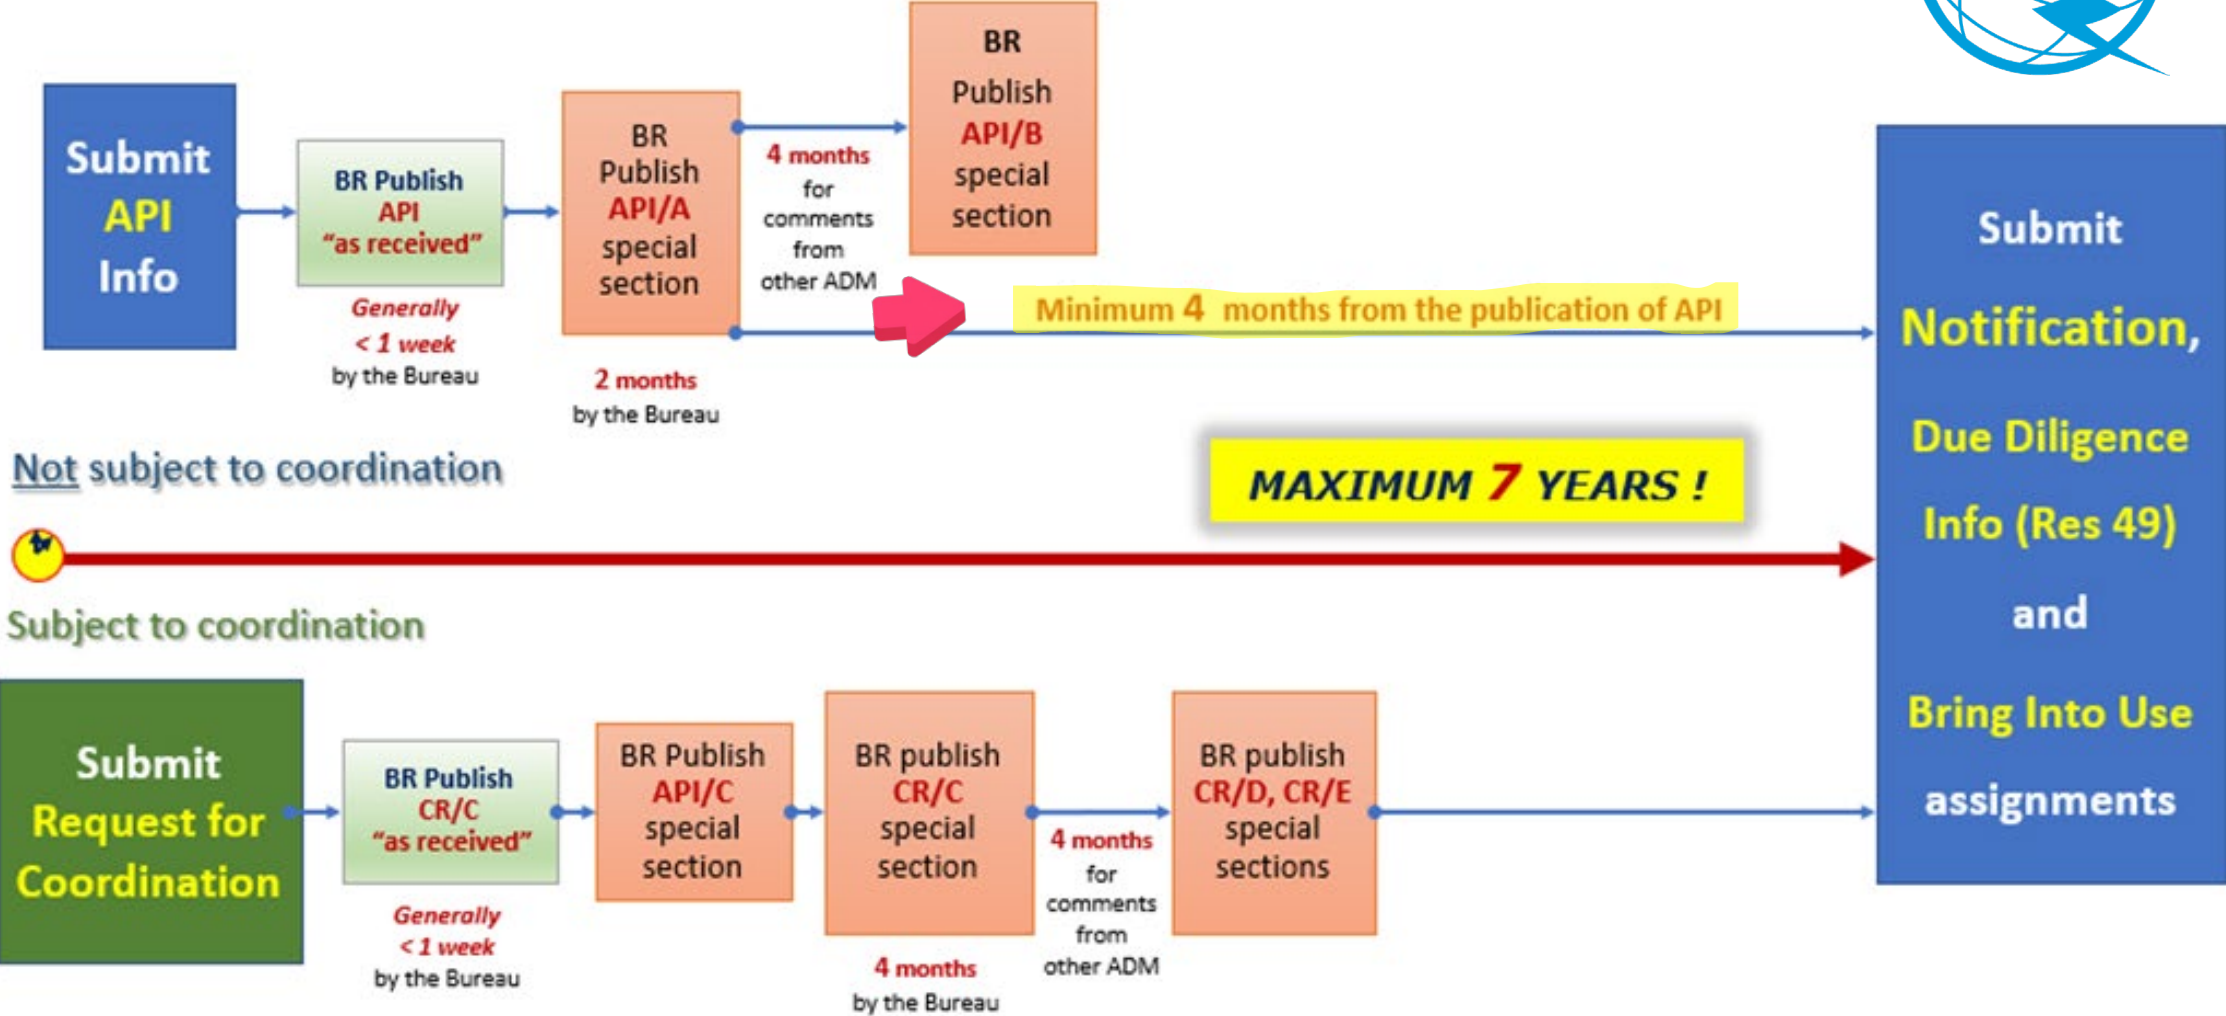 Submit
API
Info
BR Publish
API
“as received”
Generally
< 1 week
by the Bureau
BR
Publish
API/A
special
section
2 months
by the Bureau
4 months
for
comments
from
other ADM
BR
Publish
API/B
special
section
Minimum 4 months from the publication of API
Not subject to coordination
MAXIMUM 7 YEARS !
Subject to coordination
Submit
Request for
Coordination
BR Publish
CR/C
“as received”
Generally
< 1 week
by the Bureau
BR Publish
API/C
special
section
BR publish
CR/C
special
section
4 months
by the Bureau
4 months
for
comments
from
other ADM
BR publish
CR/D, CR/E
special
sections
Submit
Notification,
Due Diligence
Info (Res 49)
and
Bring Into Use
assignments